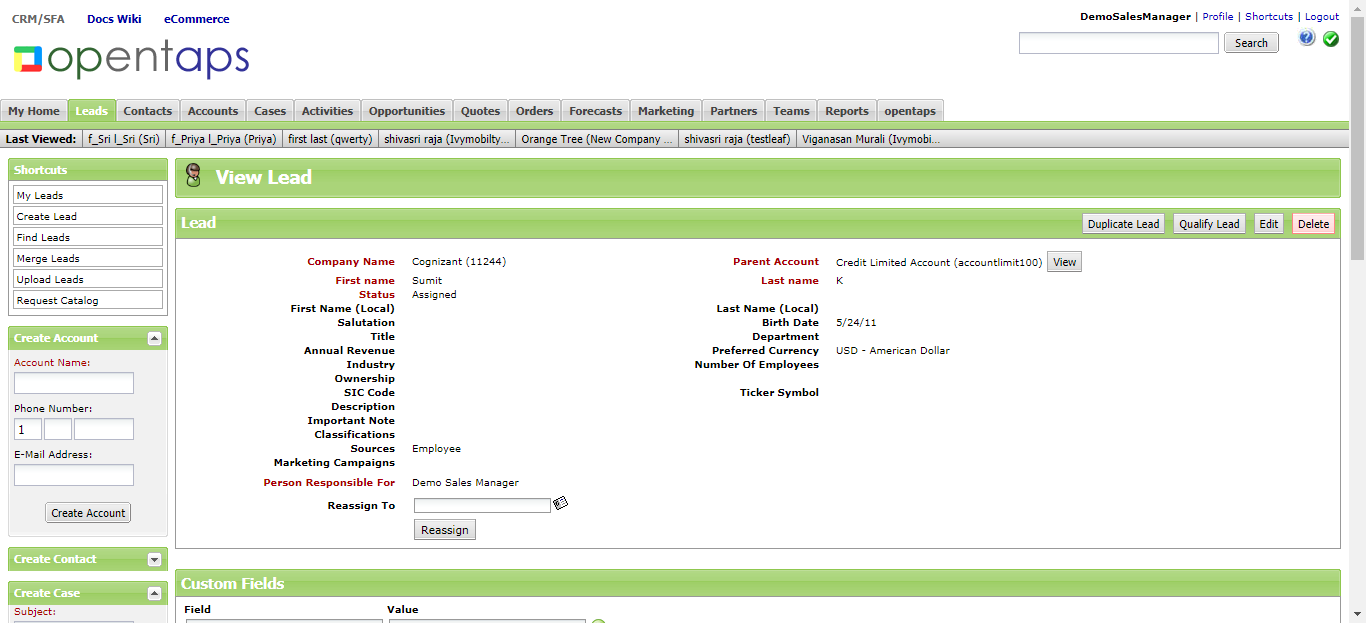 CRM/SFA Docs Wiki eCommerce
DemoSalesManager | Profile | Shortcuts | Logout
opentaps
Search
My Home Leads Contacts Accounts Cases Activities Opportunities Quotes Orders Forecasts Marketing Partners Teams Reports opentaps
Last Viewed: f_Sri l_Sri (Sri) f_Priya l_Priya (Priya) first last (qwerty) shivasri raja (Ivymobilty... Orange Tree (New Company ... shivasri raja (testleaf) Viganasan Murali (Ivymobi...
Shortcuts
My Leads
Create Lead
Find Leads
Merge Leads
Upload Leads
Request Catalog
Create Account
Account Name:
Phone Number:
1
E-Mail Address:
Create Account
Create Contact
Create Case
Subject:
View Lead
Lead
Duplicate Lead Qualify Lead Edit Delete
Company Name Cognizant (11244) Parent Account Credit Limited Account (accountlimit100) View
First name Sumit Last name K
Status Assigned
First Name (Local) Last Name (Local)
Salutation Birth Date 5/24/11
Title Department
Annual Revenue Preferred Currency USD - American Dollar
Industry Number Of Employees
Ownership
SIC Code Ticker Symbol
Description
Important Note
Classifications
Sources Employee
Marketing Campaigns
Person Responsible For Demo Sales Manager
Reassign To
Reassign
Custom Fields
Field Value